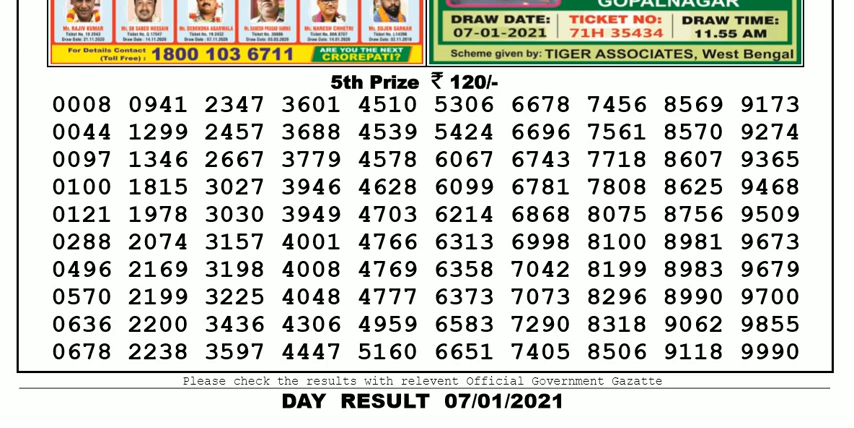 Mr. RAJIV KUMAR
GOPALNAGAR
DRAW DATE: TICKET NO: DRAW TIME:
07-01-2021 71H 35434 11.55 AM
For Details Contact (Toll Free) : 1800 103 6711 ARE YOU THE NEXT CROREPATI?
Scheme given by: TIGER ASSOCIATES, West Bengal
5th Prize ₹ 120/-
0008 0941 2347 3601 4510 5306 6678 7456 8569 9173
0044 1299 2457 3688 4539 5424 6696 7561 8570 9274
0097 1346 2667 3779 4578 6067 6743 7718 8607 9365
0100 1815 3027 3946 4628 6099 6781 7808 8625 9468
0121 1978 3030 3949 4703 6214 6868 8075 8756 9509
0288 2074 3157 4001 4766 6313 6998 8100 8981 9673
0496 2169 3198 4008 4769 6358 7042 8199 8983 9679
0570 2199 3225 4048 4777 6373 7073 8296 8990 9700
0636 2200 3436 4306 4959 6583 7290 8318 9062 9855
0678 2238 3597 4447 5160 6651 7405 8506 9118 9990
Please check the results with relevent Official Government Gazatte
DAY RESULT 07/01/2021